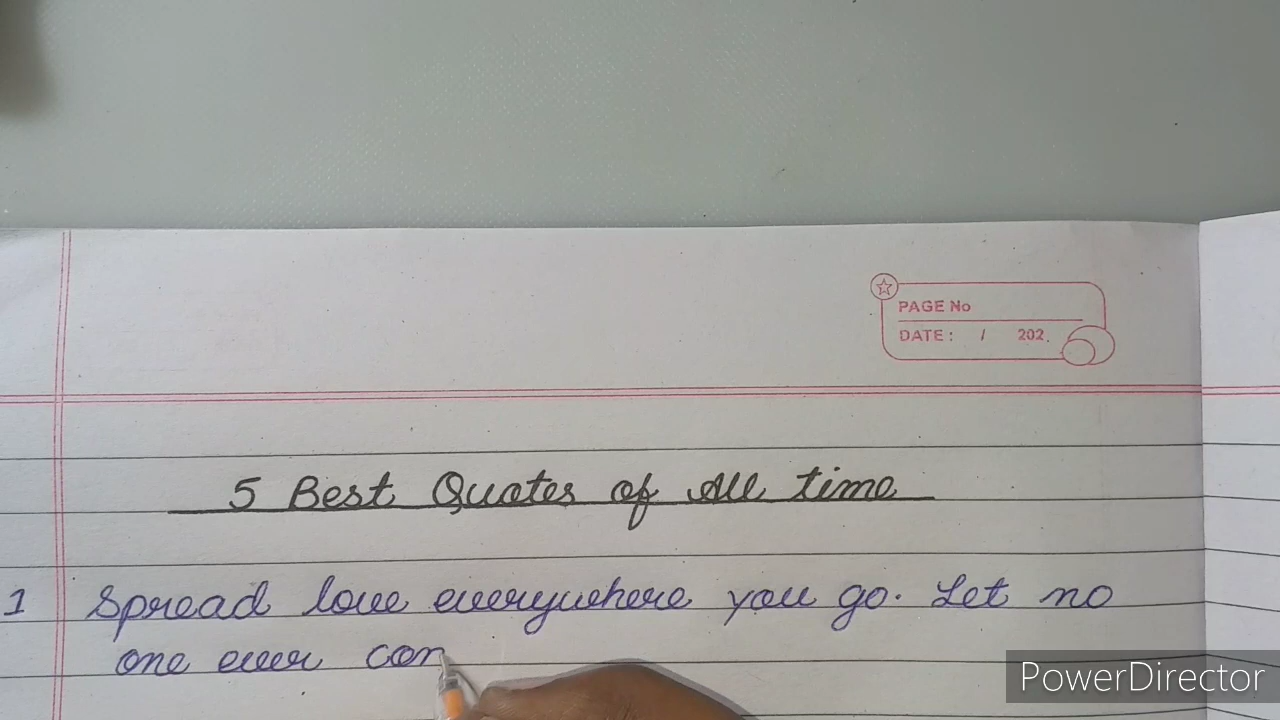 PAGE No
DATE : / 202.
5 Best Quotes of All time
1 Spread love everywhere you go. Let no
one ever con
PowerDirector